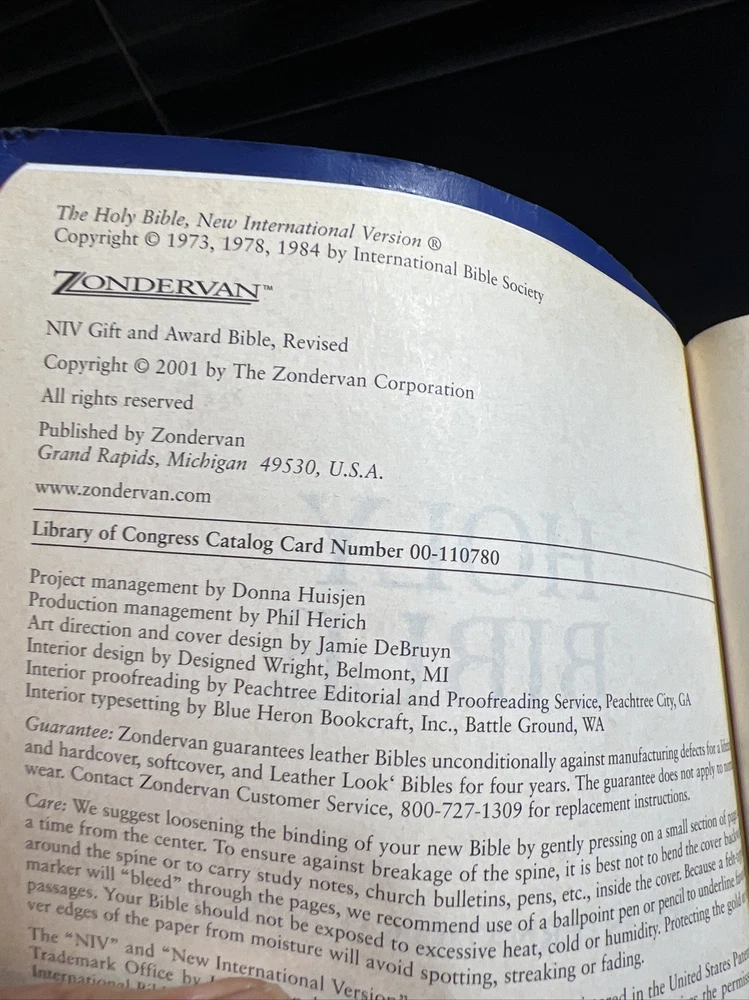 The Holy Bible, New International Version ®
Copyright © 1973, 1978, 1984 by International Bible Society
ZONDERVAN™
NIV Gift and Award Bible, Revised
Copyright © 2001 by The Zondervan Corporation
All rights reserved
Published by Zondervan
Grand Rapids, Michigan 49530, U.S.A.
www.zondervan.com
Library of Congress Catalog Card Number 00-110780
Project management by Donna Huisjen
Production management by Phil Herich
Art direction and cover design by Jamie DeBruyn
Interior design by Designed Wright, Belmont, MI
Interior proofreading by Peachtree Editorial and Proofreading Service, Peachtree City, GA
Interior typesetting by Blue Heron Bookcraft, Inc., Battle Ground, WA
Guarantee: Zondervan guarantees leather Bibles unconditionally against manufacturing defects for a
and hardcover, softcover, and Leather Look‘ Bibles for four years. The guarantee does not apply to
wear. Contact Zondervan Customer Service, 800-727-1309 for replacement instructions.
Care: We suggest loosening the binding of your new Bible by gently pressing on a small section of
a time from the center. To ensure against breakage of the spine, it is best not to bend the cover
around the spine or to carry study notes, church bulletins, pens, etc., inside the cover. Because a
marker will “bleed” through the pages, we recommend use of a ballpoint pen or pencil to underline
passages. Your Bible should not be exposed to excessive heat, cold or humidity. Protecting the gold
ver edges of the paper from moisture will avoid spotting, streaking or fading.
The “NIV” and “New International Version” in the United States
Trademark Office by the
International